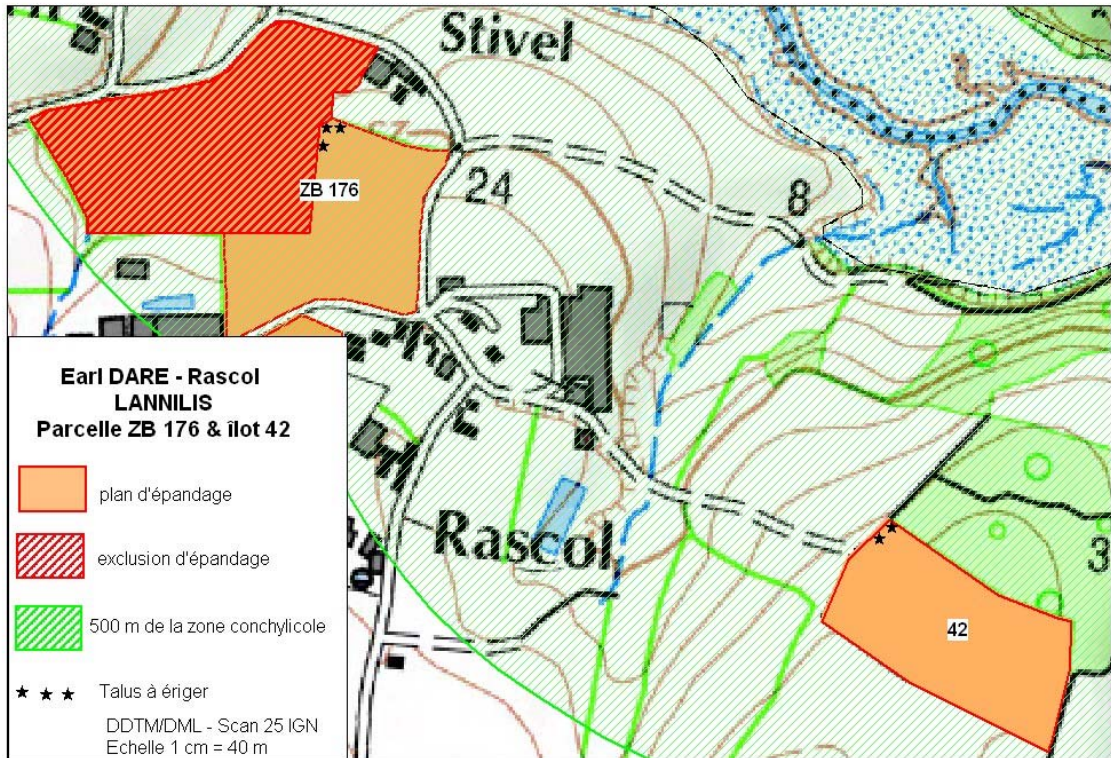 Stivel
ZB 176
24
8
Rascol
3
42
Earl DARE - Rascol
LANNILIS
Parcelle ZB 176 & îlot 42
plan d'épandage
exclusion d'épandage
500 m de la zone conchylicole
Talus à ériger
DDTM/DML - Scan 25 IGN
Echelle 1 cm = 40 m